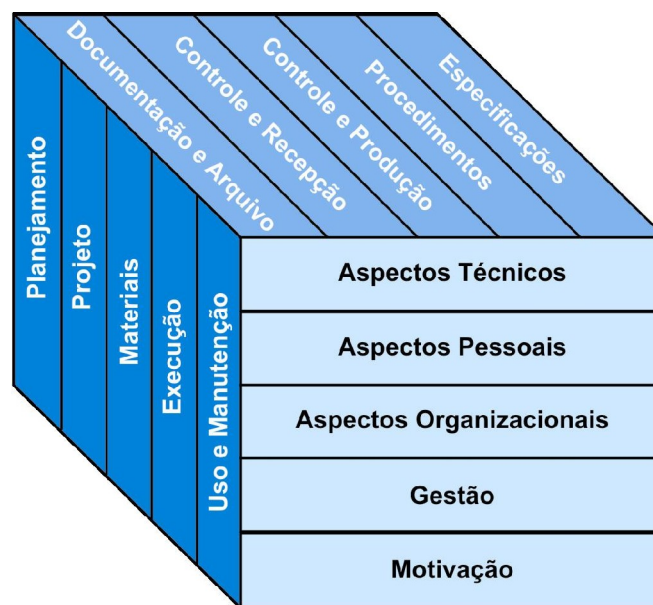 Documentação e Arquivo
Controle e Recepção
Controle e Produção
Procedimentos
Especificações
Planejamento
Projeto
Materiais
Execução
Uso e Manutenção
Aspectos Técnicos
Aspectos Pessoais
Aspectos Organizacionais
Gestão
Motivação